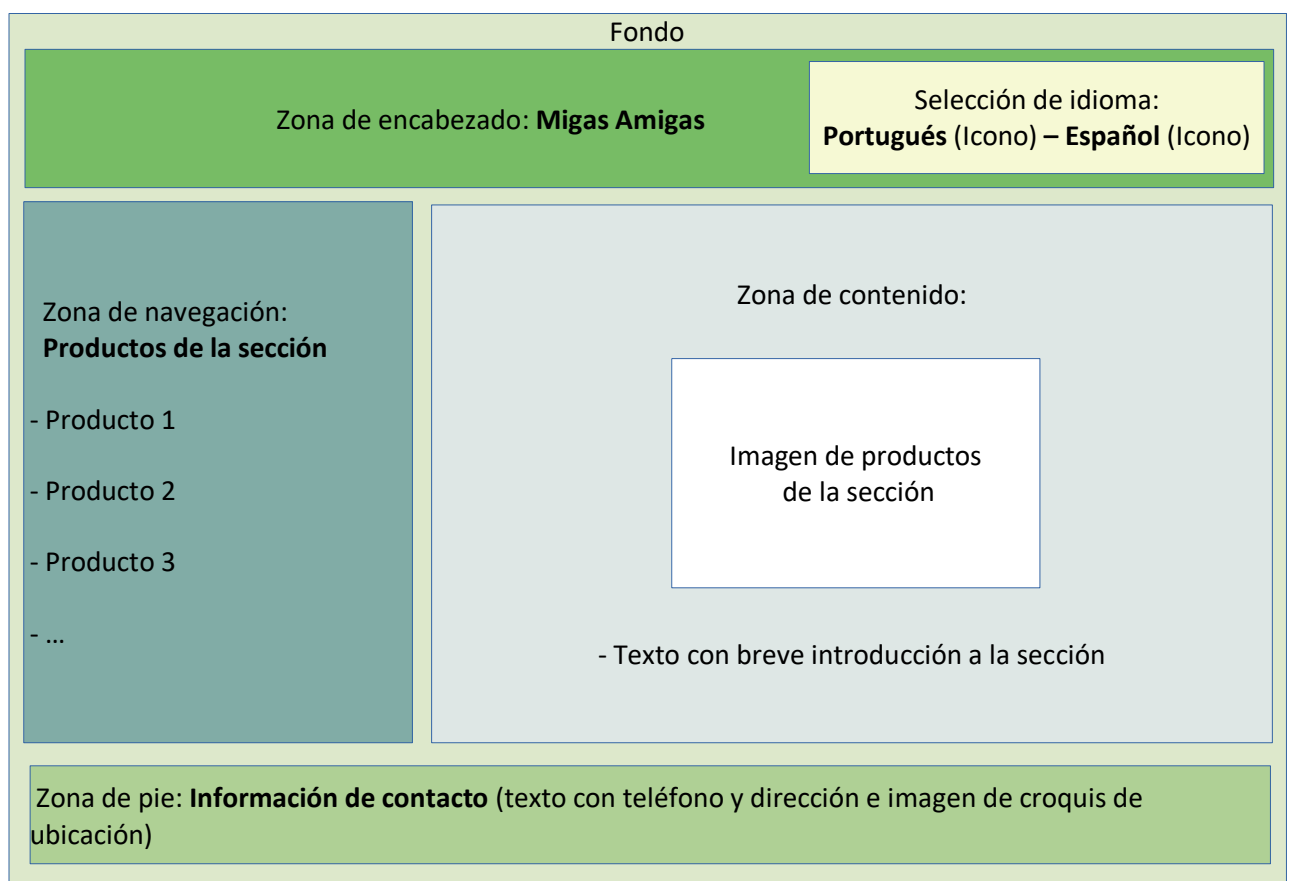 Fondo
Zona de encabezado: Migas Amigas
Selección de idioma:
Portugués (Icono) – Español (Icono)
Zona de navegación:
Productos de la sección
- Producto 1
- Producto 2
- Producto 3
- ...
Zona de contenido:
Imagen de productos
de la sección
- Texto con breve introducción a la sección
Zona de pie: Información de contacto (texto con teléfono y dirección e imagen de croquis de
ubicación)